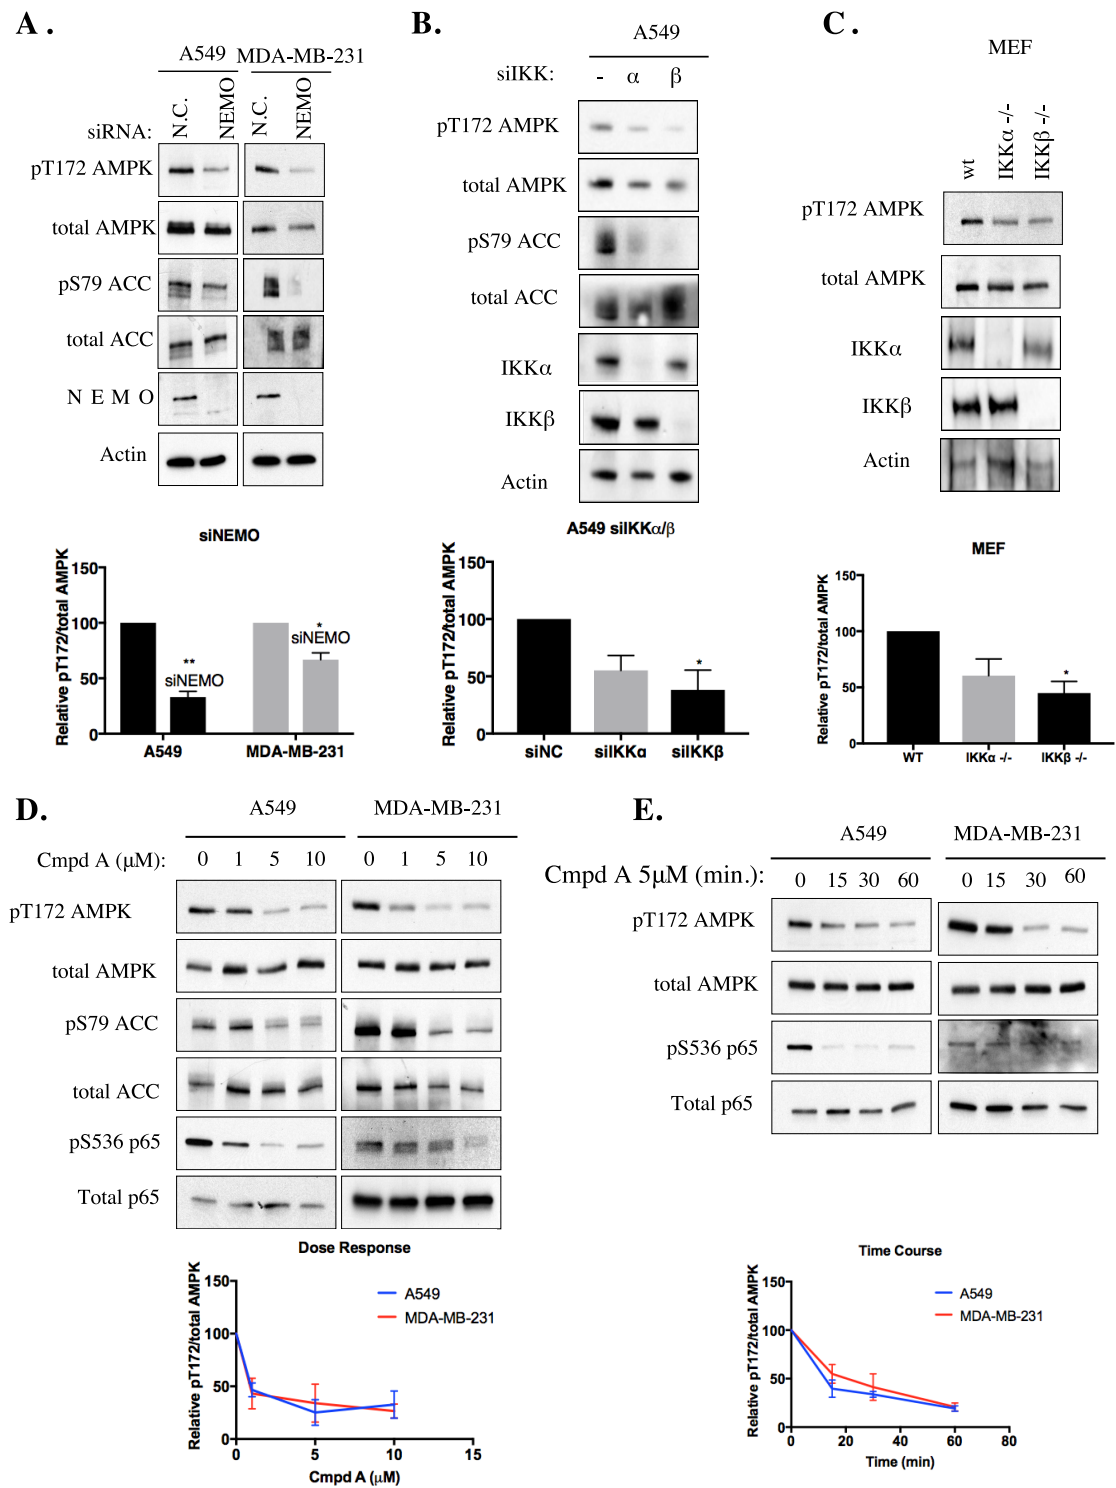 A.
A549 MDA-MB-231
siRNA: N.C. NEMO N.C. NEMO
pT172 AMPK
total AMPK
pS79 ACC
total ACC
N E M O
Actin
siNEMO
Relative pT172/total AMPK
150
100
50
0
**
siNEMO
*
siNEMO
A549 MDA-MB-231
B.
A549
siIKK: - α β
pT172 AMPK
total AMPK
pS79 ACC
total ACC
IKKα
IKKβ
Actin
A549 siIKKα/β
Relative pT172/total AMPK
150
100
50
0
*
siNC siIKKα siIKKβ
C.
MEF
wt IKKα -/- IKKβ -/-
pT172 AMPK
total AMPK
IKKα
IKKβ
Actin
MEF
Relative pT172/total AMPK
150
100
50
0
*
WT IKKα -/- IKKβ -/-
D.
A549 MDA-MB-231
Cmpd A (μM): 0 1 5 10 0 1 5 10
pT172 AMPK
total AMPK
pS79 ACC
total ACC
pS536 p65
Total p65
Dose Response
Relative pT172/total AMPK
150
100
50
0
A549
MDA-MB-231
0 5 10 15
Cmpd A (μM)
E.
A549 MDA-MB-231
Cmpd A 5μM (min.): 0 15 30 60 0 15 30 60
pT172 AMPK
total AMPK
pS536 p65
Total p65
Time Course
Relative pT172/total AMPK
150
100
50
0
A549
MDA-MB-231
0 20 40 60 80
Time (min)